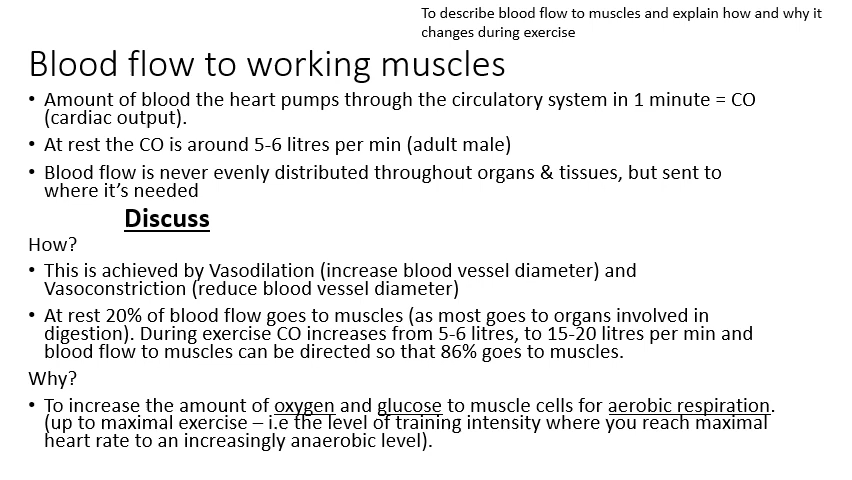 To describe blood flow to muscles and explain how and why it
changes during exercise
Blood flow to working muscles
• Amount of blood the heart pumps through the circulatory system in 1 minute = CO
(cardiac output).
• At rest the CO is around 5-6 litres per min (adult male)
• Blood flow is never evenly distributed throughout organs & tissues, but sent to
where it’s needed
Discuss
How?
• This is achieved by Vasodilation (increase blood vessel diameter) and
Vasoconstriction (reduce blood vessel diameter)
• At rest 20% of blood flow goes to muscles (as most goes to organs involved in
digestion). During exercise CO increases from 5-6 litres, to 15-20 litres per min and
blood flow to muscles can be directed so that 86% goes to muscles.
Why?
• To increase the amount of oxygen and glucose to muscle cells for aerobic respiration.
(up to maximal exercise – i.e the level of training intensity where you reach maximal
heart rate to an increasingly anaerobic level).